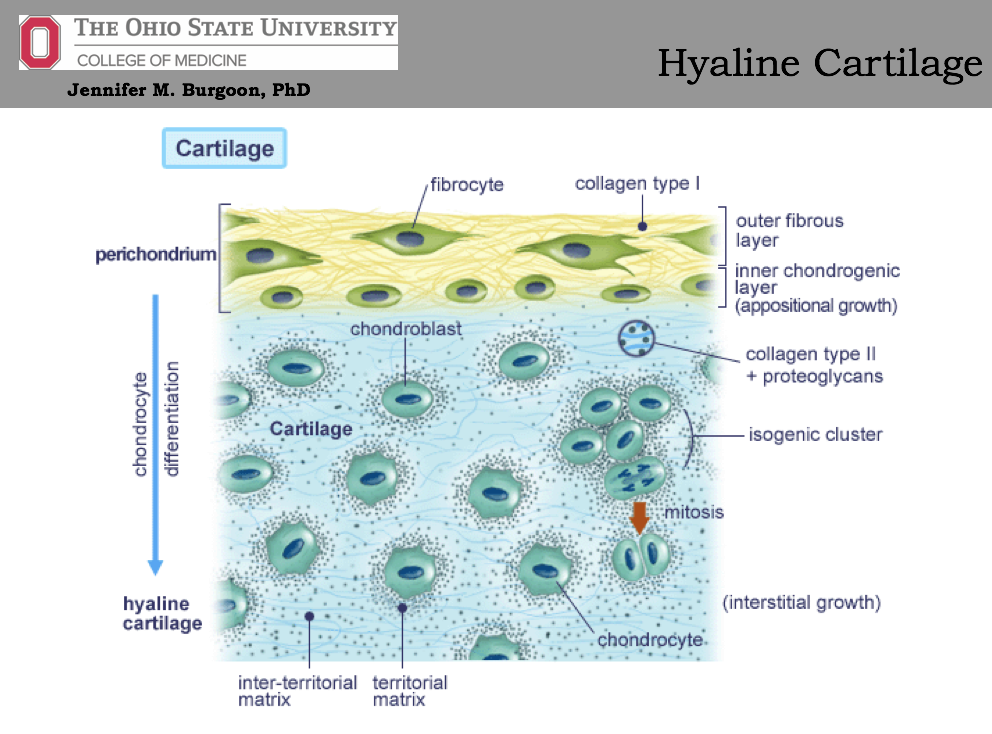 THE OHIO STATE UNIVERSITY
COLLEGE OF MEDICINE
Jennifer M. Burgoon, PhD
Hyaline Cartilage
Cartilage
fibrocyte
collagen type I
perichondrium
outer fibrous
layer
inner chondrogenic
layer
(appositional growth)
chondroblast
collagen type II
+ proteoglycans
chondrocyte
differentiation
Cartilage
isogenic cluster
mitosis
hyaline
cartilage
(interstitial growth)
chondrocyte
inter-territorial
matrix
territorial
matrix